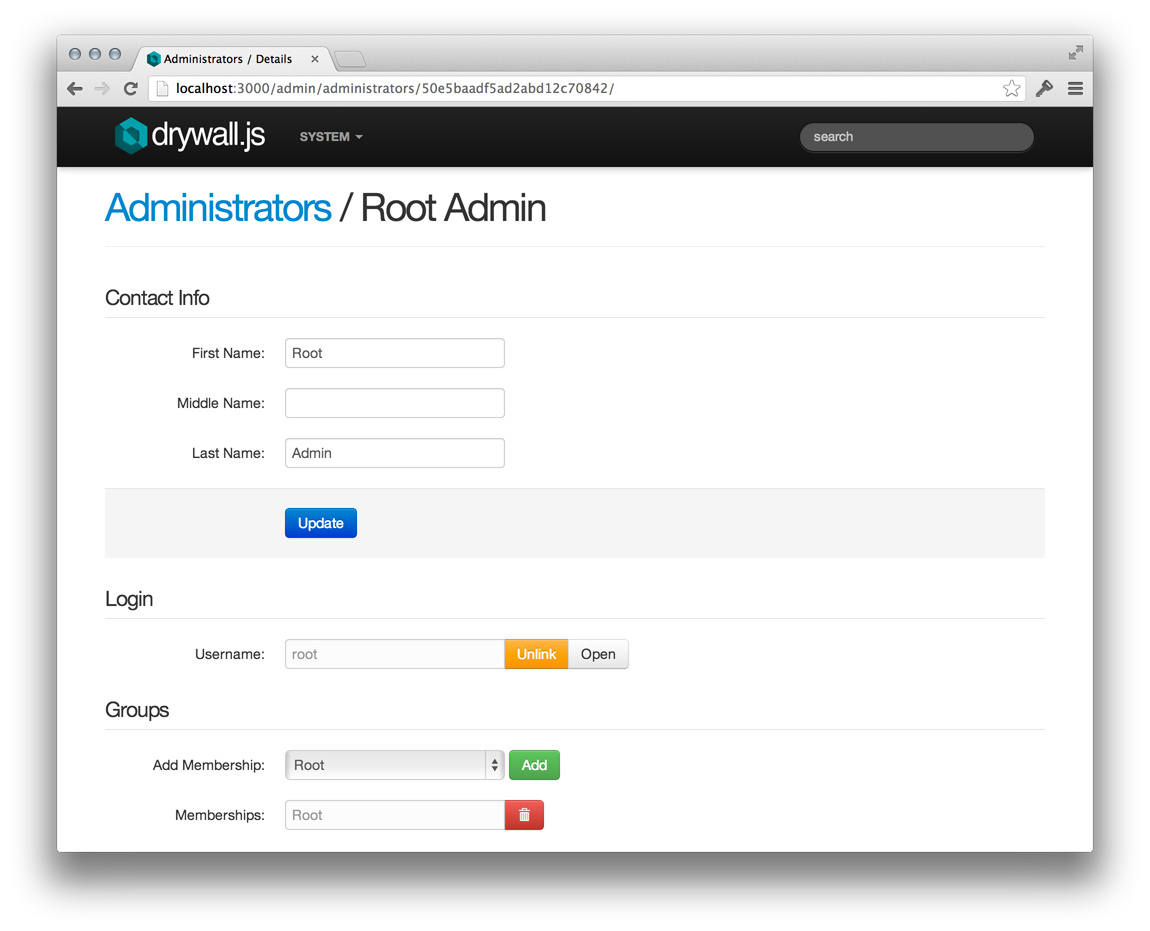 Administrators / Details
localhost:3000/admin/administrators/50e5baadf5ad2abd12c70842/
drywall.js SYSTEM search
Administrators / Root Admin
Contact Info
First Name: Root
Middle Name:
Last Name: Admin
Update
Login
Username: root Unlink Open
Groups
Add Membership: Root Add
Memberships: Root